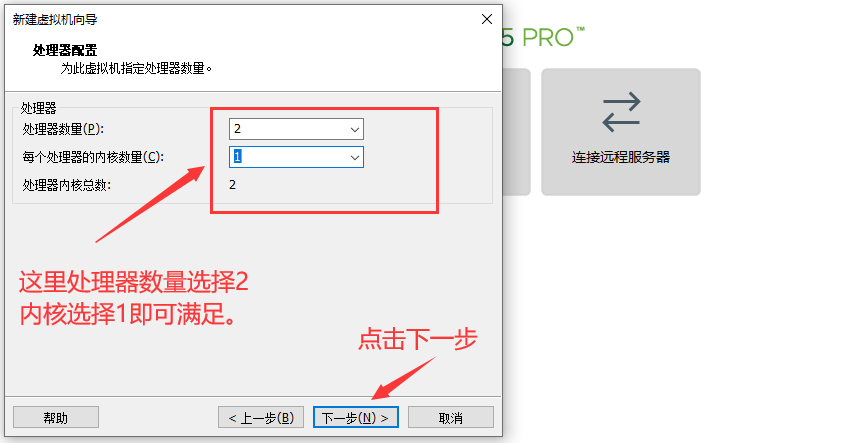 新建虚拟机向导
5 PRO™
处理器配置
为此虚拟机指定处理器数量。
处理器
处理器数量(P):
2
每个处理器的内核数量(C):
1
处理器内核总数:
2
连接远程服务器
这里处理器数量选择2
内核选择1即可满足。
点击下一步
帮助
< 上一步(B)
下一步(N) >
取消